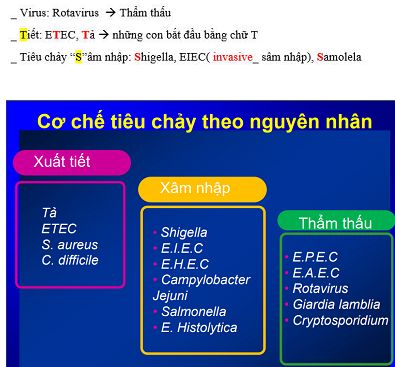 _ Virus: Rotavirus → Thẩm thấu
_ Tiết: ETEC, Tả → những con bắt đầu bằng chữ T
_ Tiêu chảy “S”âm nhập: Shigella, EIEC( invasive_ sâm nhập), Samolela
Cơ chế tiêu chảy theo nguyên nhân
Xuất tiết
Tả
ETEC
S. aureus
C. difficile
Xâm nhập
• Shigella
• E.I.E.C
• E.H.E.C
• Campylobacter
Jejuni
• Salmonella
• E. Histolytica
Thẩm thấu
• E.P.E.C
• E.A.E.C
• Rotavirus
• Giardia lamblia
• Cryptosporidium